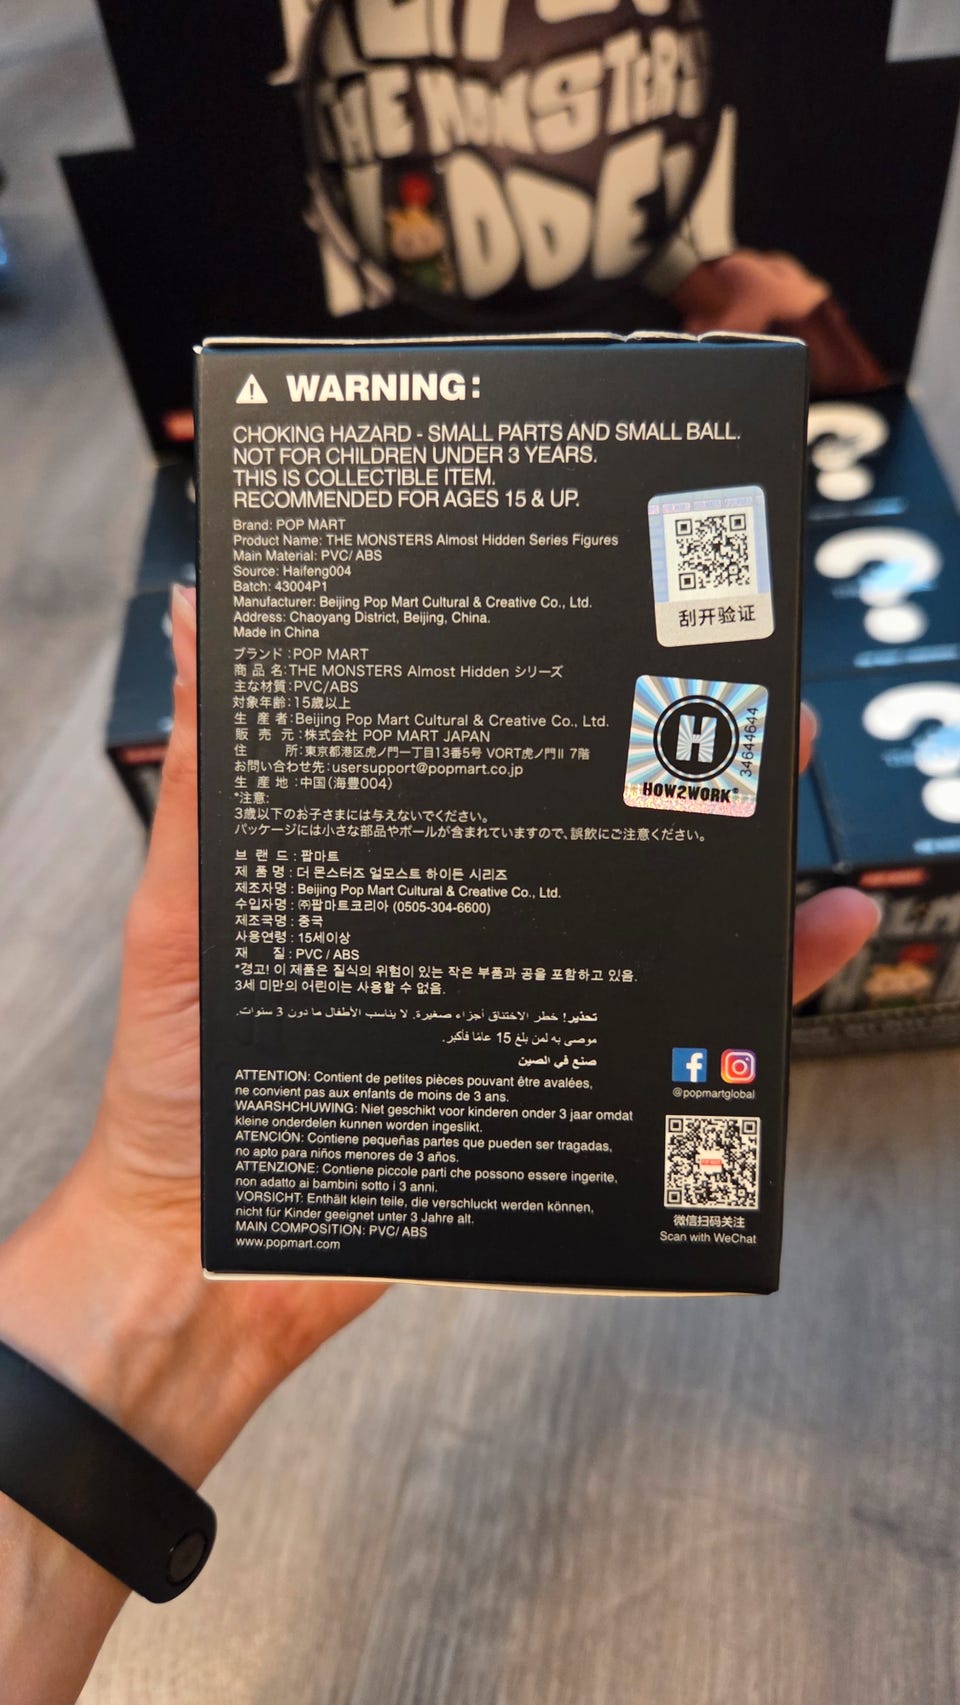 THE MONSTERS
HIDDEN
WARNING:
CHOKING HAZARD - SMALL PARTS AND SMALL BALL.
NOT FOR CHILDREN UNDER 3 YEARS.
THIS IS COLLECTIBLE ITEM.
RECOMMENDED FOR AGES 15 & UP.
Brand: POP MART
Product Name: THE MONSTERS Almost Hidden Series Figures
Main Material: PVC/ ABS
Source: Haifeng004
Batch: 43004P1
Manufacturer: Beijing Pop Mart Cultural & Creative Co., Ltd.
Address: Chaoyang District, Beijing, China.
Made in China
刮开验证
ブランド:POP MART
商品名:THE MONSTERS Almost Hidden シリーズ
主な材質:PVC/ABS
対象年齢:15歳以上
生産者:Beijing Pop Mart Cultural & Creative Co., Ltd.
販売元:株式会社 POP MART JAPAN
住所:東京都港区虎ノ門一丁目13番5号 VORT虎ノ門II 7階
お問い合わせ先:usersupport@popmart.co.jp
生産地:中国(海豊004)
*注意:
3歳以下のお子さまには与えないでください。
パッケージには小さな部品やボールが含まれていますので、誤飲にご注意ください。
H
34644644
HOW2WORK®
브랜드:팝마트
제품명:더 몬스터즈 얼모스트 하이든 시리즈
제조자명:Beijing Pop Mart Cultural & Creative Co., Ltd.
수입자명:㈜팝마트코리아 (0505-304-6600)
제조국명:중국
사용연령:15세이상
재질:PVC / ABS
*경고! 이 제품은 질식의 위험이 있는 작은 부품과 공을 포함하고 있음.
3세 미만의 어린이는 사용할 수 없음.
تحذير! خطر الاختناق أجزاء صغيرة. لا يناسب الأطفال ما دون 3 سنوات.
موصى به لمن بلغ 15 عامًا فأكبر.
صنع في الصين
ATTENTION: Contient de petites pièces pouvant être avalées,
ne convient pas aux enfants de moins de 3 ans.
WAARSHCHUWING: Niet geschikt voor kinderen onder 3 jaar omdat
kleine onderdelen kunnen worden ingeslikt.
ATENCIÓN: Contiene pequeñas partes que pueden ser tragadas,
no apto para niños menores de 3 años.
ATTENZIONE: Contiene piccole parti che possono essere ingerite,
non adatto ai bambini sotto i 3 anni.
VORSICHT: Enthält klein teile, die verschluckt werden können,
nicht für Kinder geeignet unter 3 Jahre alt.
MAIN COMPOSITION: PVC/ ABS
www.popmart.com
@popmartglobal
微信扫码关注
Scan with WeChat